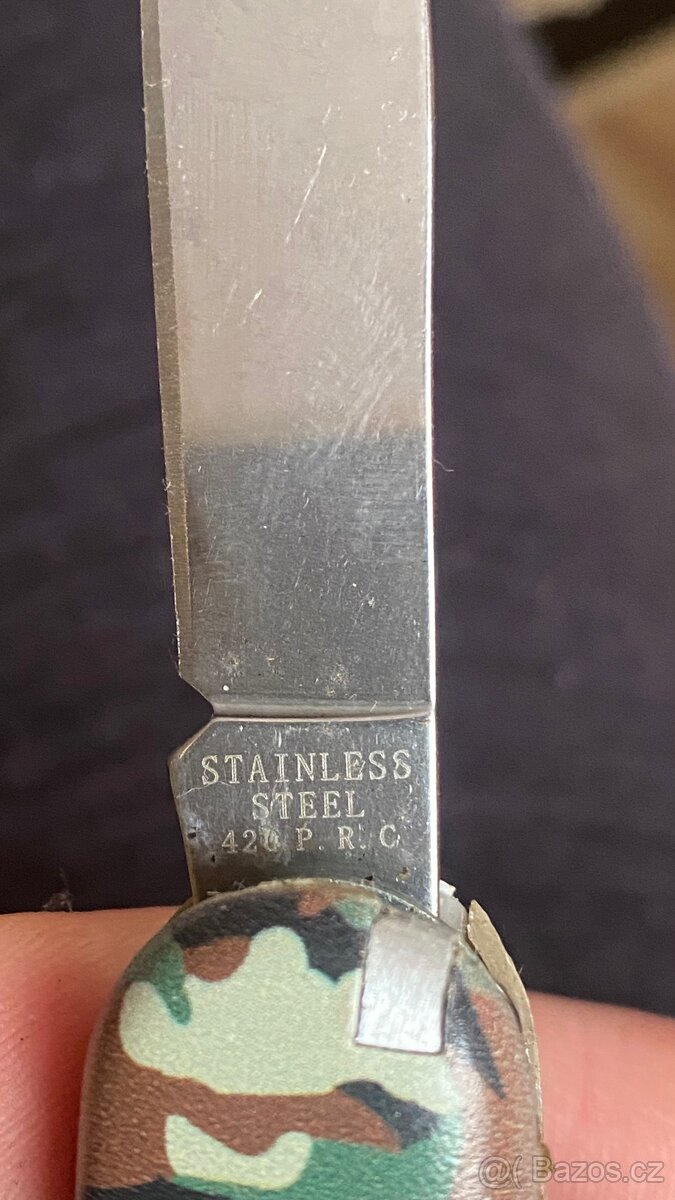 STAINLESS
STEEL
420 P. R. C
@( Bazos.cz